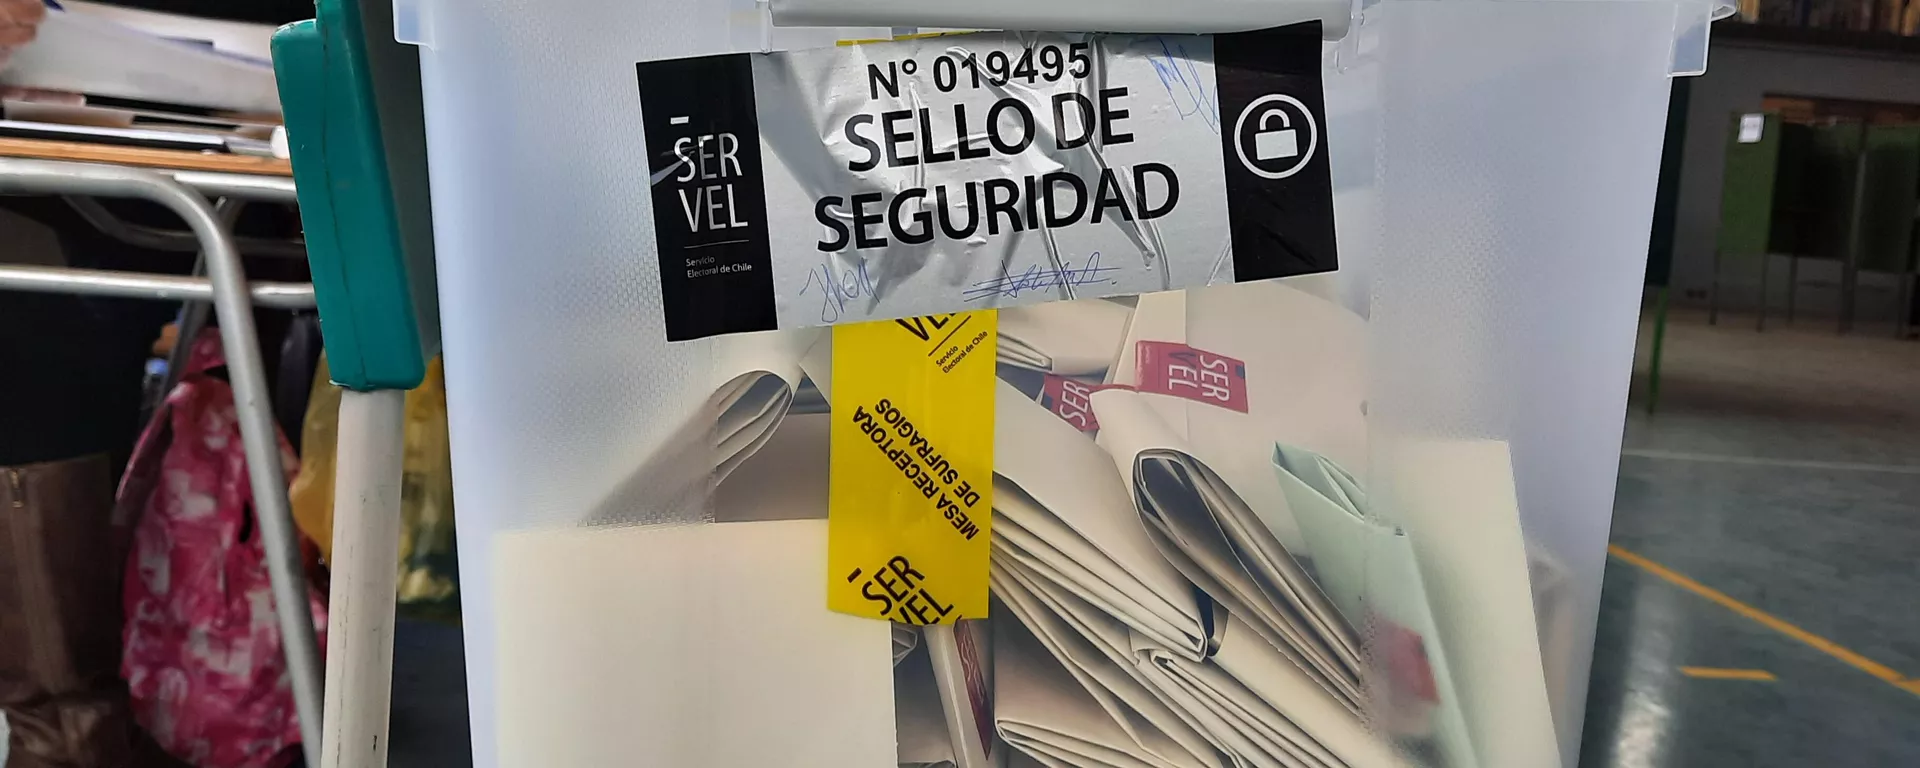 N° 019495
SELLO DE
SEGURIDAD
SER
VEL
Servicio
Electoral de Chile
VEL
Servicio
Electoral de Chile
MESA RECEPTORA
DE SUFRAGIOS
SER
VEL
SER
SER
VEL